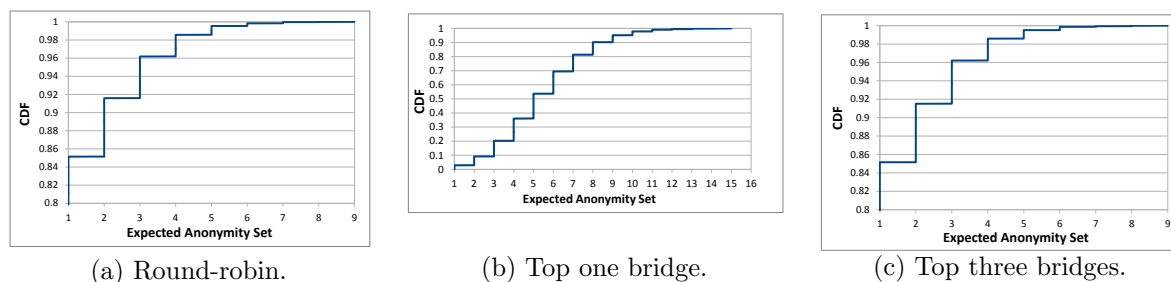 1
0.98
0.96
0.94
0.92
0.9
0.88
0.86
0.84
0.82
0.8
CDF
1 2 3 4 5 6 7 8 9
Expected Anonymity Set
(a) Round-robin.
1
0.9
0.8
0.7
0.6
0.5
0.4
0.3
0.2
0.1
0
CDF
1 2 3 4 5 6 7 8 9 10 11 12 13 14 15 16
Expected Anonymity Set
(b) Top one bridge.
1
0.98
0.96
0.94
0.92
0.9
0.88
0.86
0.84
0.82
0.8
CDF
1 2 3 4 5 6 7 8 9
Expected Anonymity Set
(c) Top three bridges.